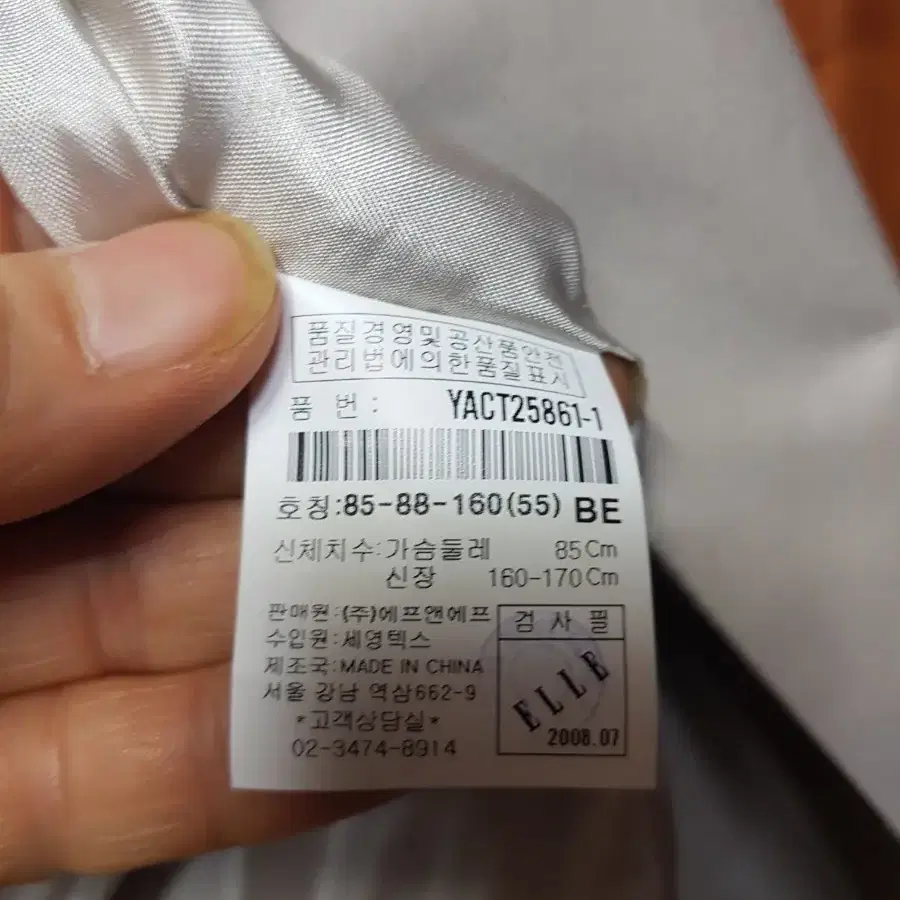 품질경영및공산품안전
관리법에의한품질표시
품 번 : YACT25861-1
호칭:85-88-160(55) BE
신체치수:가슴둘레 85Cm
신장 160-170Cm
판매원:(주)에프앤에프
수입원:세영텍스
제조국:MADE IN CHINA
서울 강남 역삼662-9
*고객상담실*
02-3474-8914
검 사 필
ELLE
2008.07